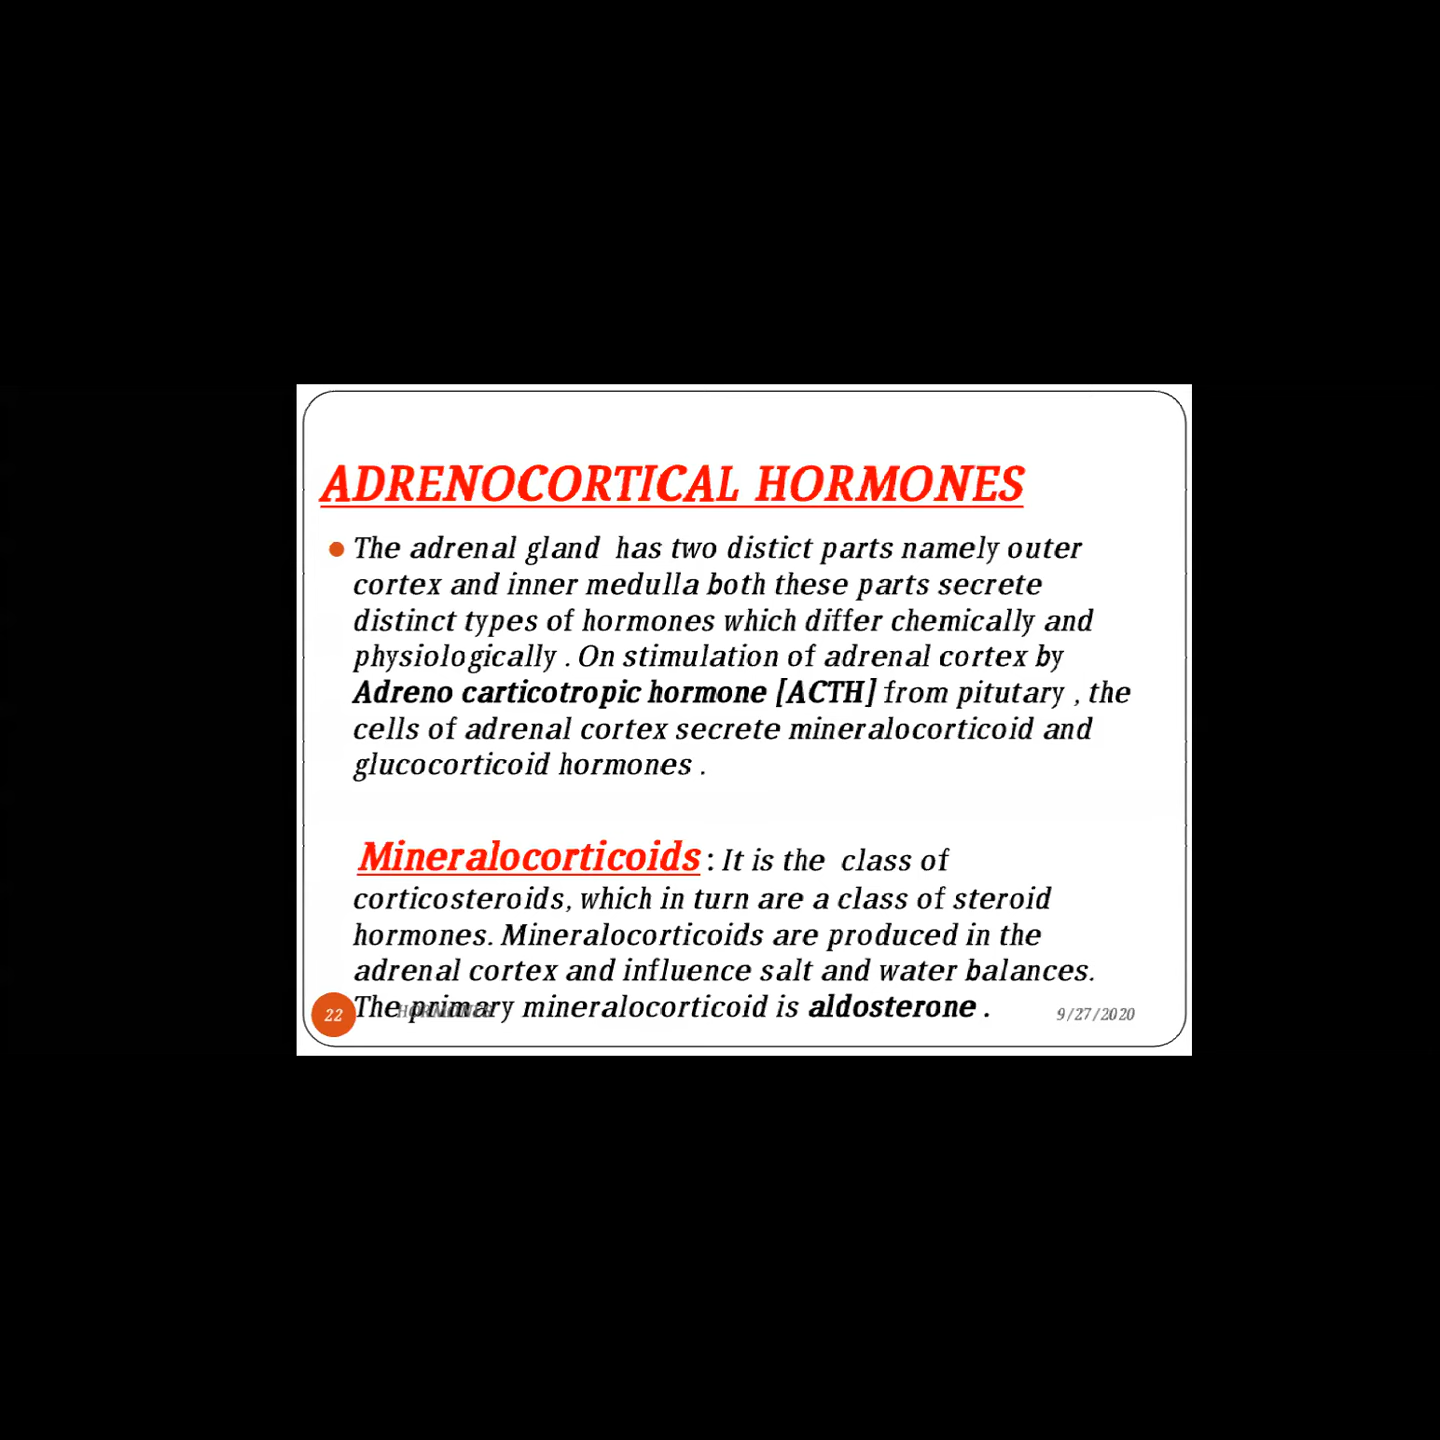 ADRENOCORTICAL HORMONES
The adrenal gland has two distict parts namely outer
cortex and inner medulla both these parts secrete
distinct types of hormones which differ chemically and
physiologically . On stimulation of adrenal cortex by
Adreno carticotropic hormone [ACTH] from pitutary , the
cells of adrenal cortex secrete mineralocorticoid and
glucocorticoid hormones .
Mineralocorticoids : It is the class of
corticosteroids, which in turn are a class of steroid
hormones. Mineralocorticoids are produced in the
adrenal cortex and influence salt and water balances.
The primary mineralocorticoid is aldosterone .
22
HORMONES
9/27/2020